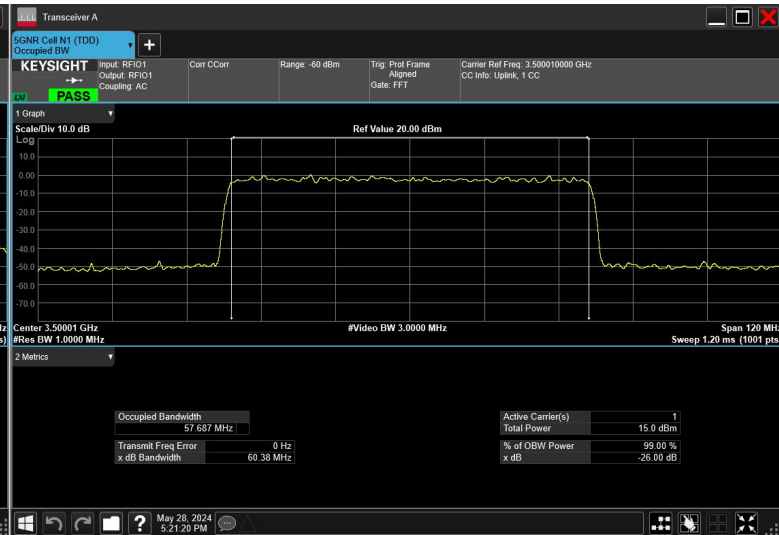 Transceiver A
5GNR Cell N1 (TDD)
Occupied BW
KEYSIGHT
LXI
PASS
Input: RFIO1
Output: RFIO1
Coupling: AC
Corr CCorr
Range: -60 dBm
Trig: Prot Frame
Aligned
Gate: FFT
Carrier Ref Freq: 3.500010000 GHz
CC Info: Uplink, 1 CC
1 Graph
Scale/Div 10.0 dB
Ref Value 20.00 dBm
Log
10.0
0.00
-10.0
-20.0
-30.0
-40.0
-50.0
-60.0
-70.0
Center 3.50001 GHz
#Video BW 3.0000 MHz
Span 120 MHz
#Res BW 1.0000 MHz
Sweep 1.20 ms (1001 pts
2 Metrics
Occupied Bandwidth
57.687 MHz
Transmit Freq Error 0 Hz
x dB Bandwidth 60.38 MHz
Active Carrier(s) 1
Total Power 15.0 dBm
% of OBW Power 99.00 %
x dB -26.00 dB
May 28, 2024
5:21:20 PM